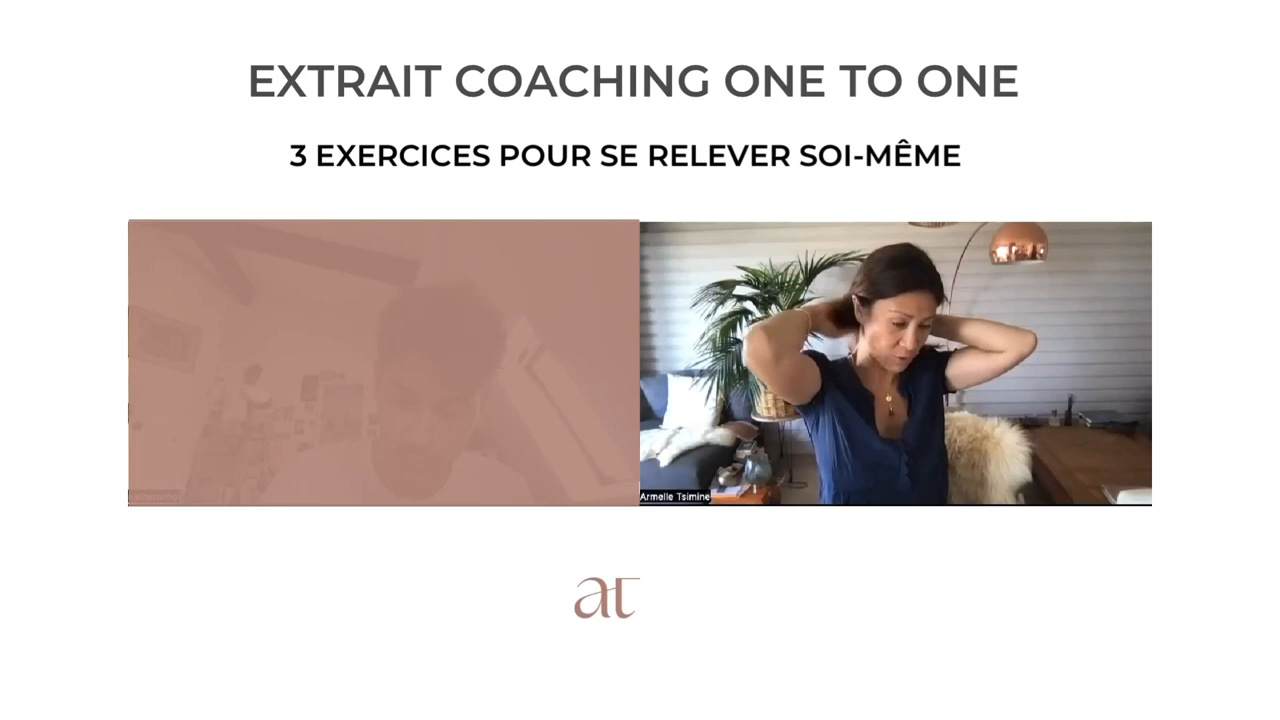 EXTRAIT COACHING ONE TO ONE
3 EXERCICES POUR SE RELEVER SOI-MÊME
Armelle Tsimine
at